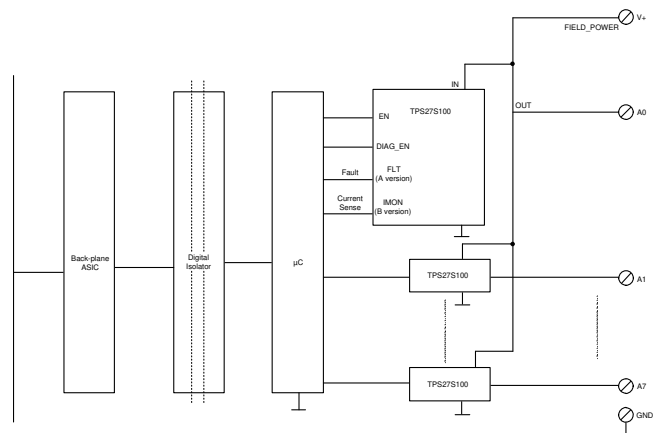 V+
FIELD_POWER
IN
TPS27S100
OUT
A0
EN
DIAG_EN
Fault
FLT
(A version)
Current
Sense
IMON
(B version)
Back-plane
ASIC
Digital
Isolator
µC
TPS27S100
A1
TPS27S100
A7
GND